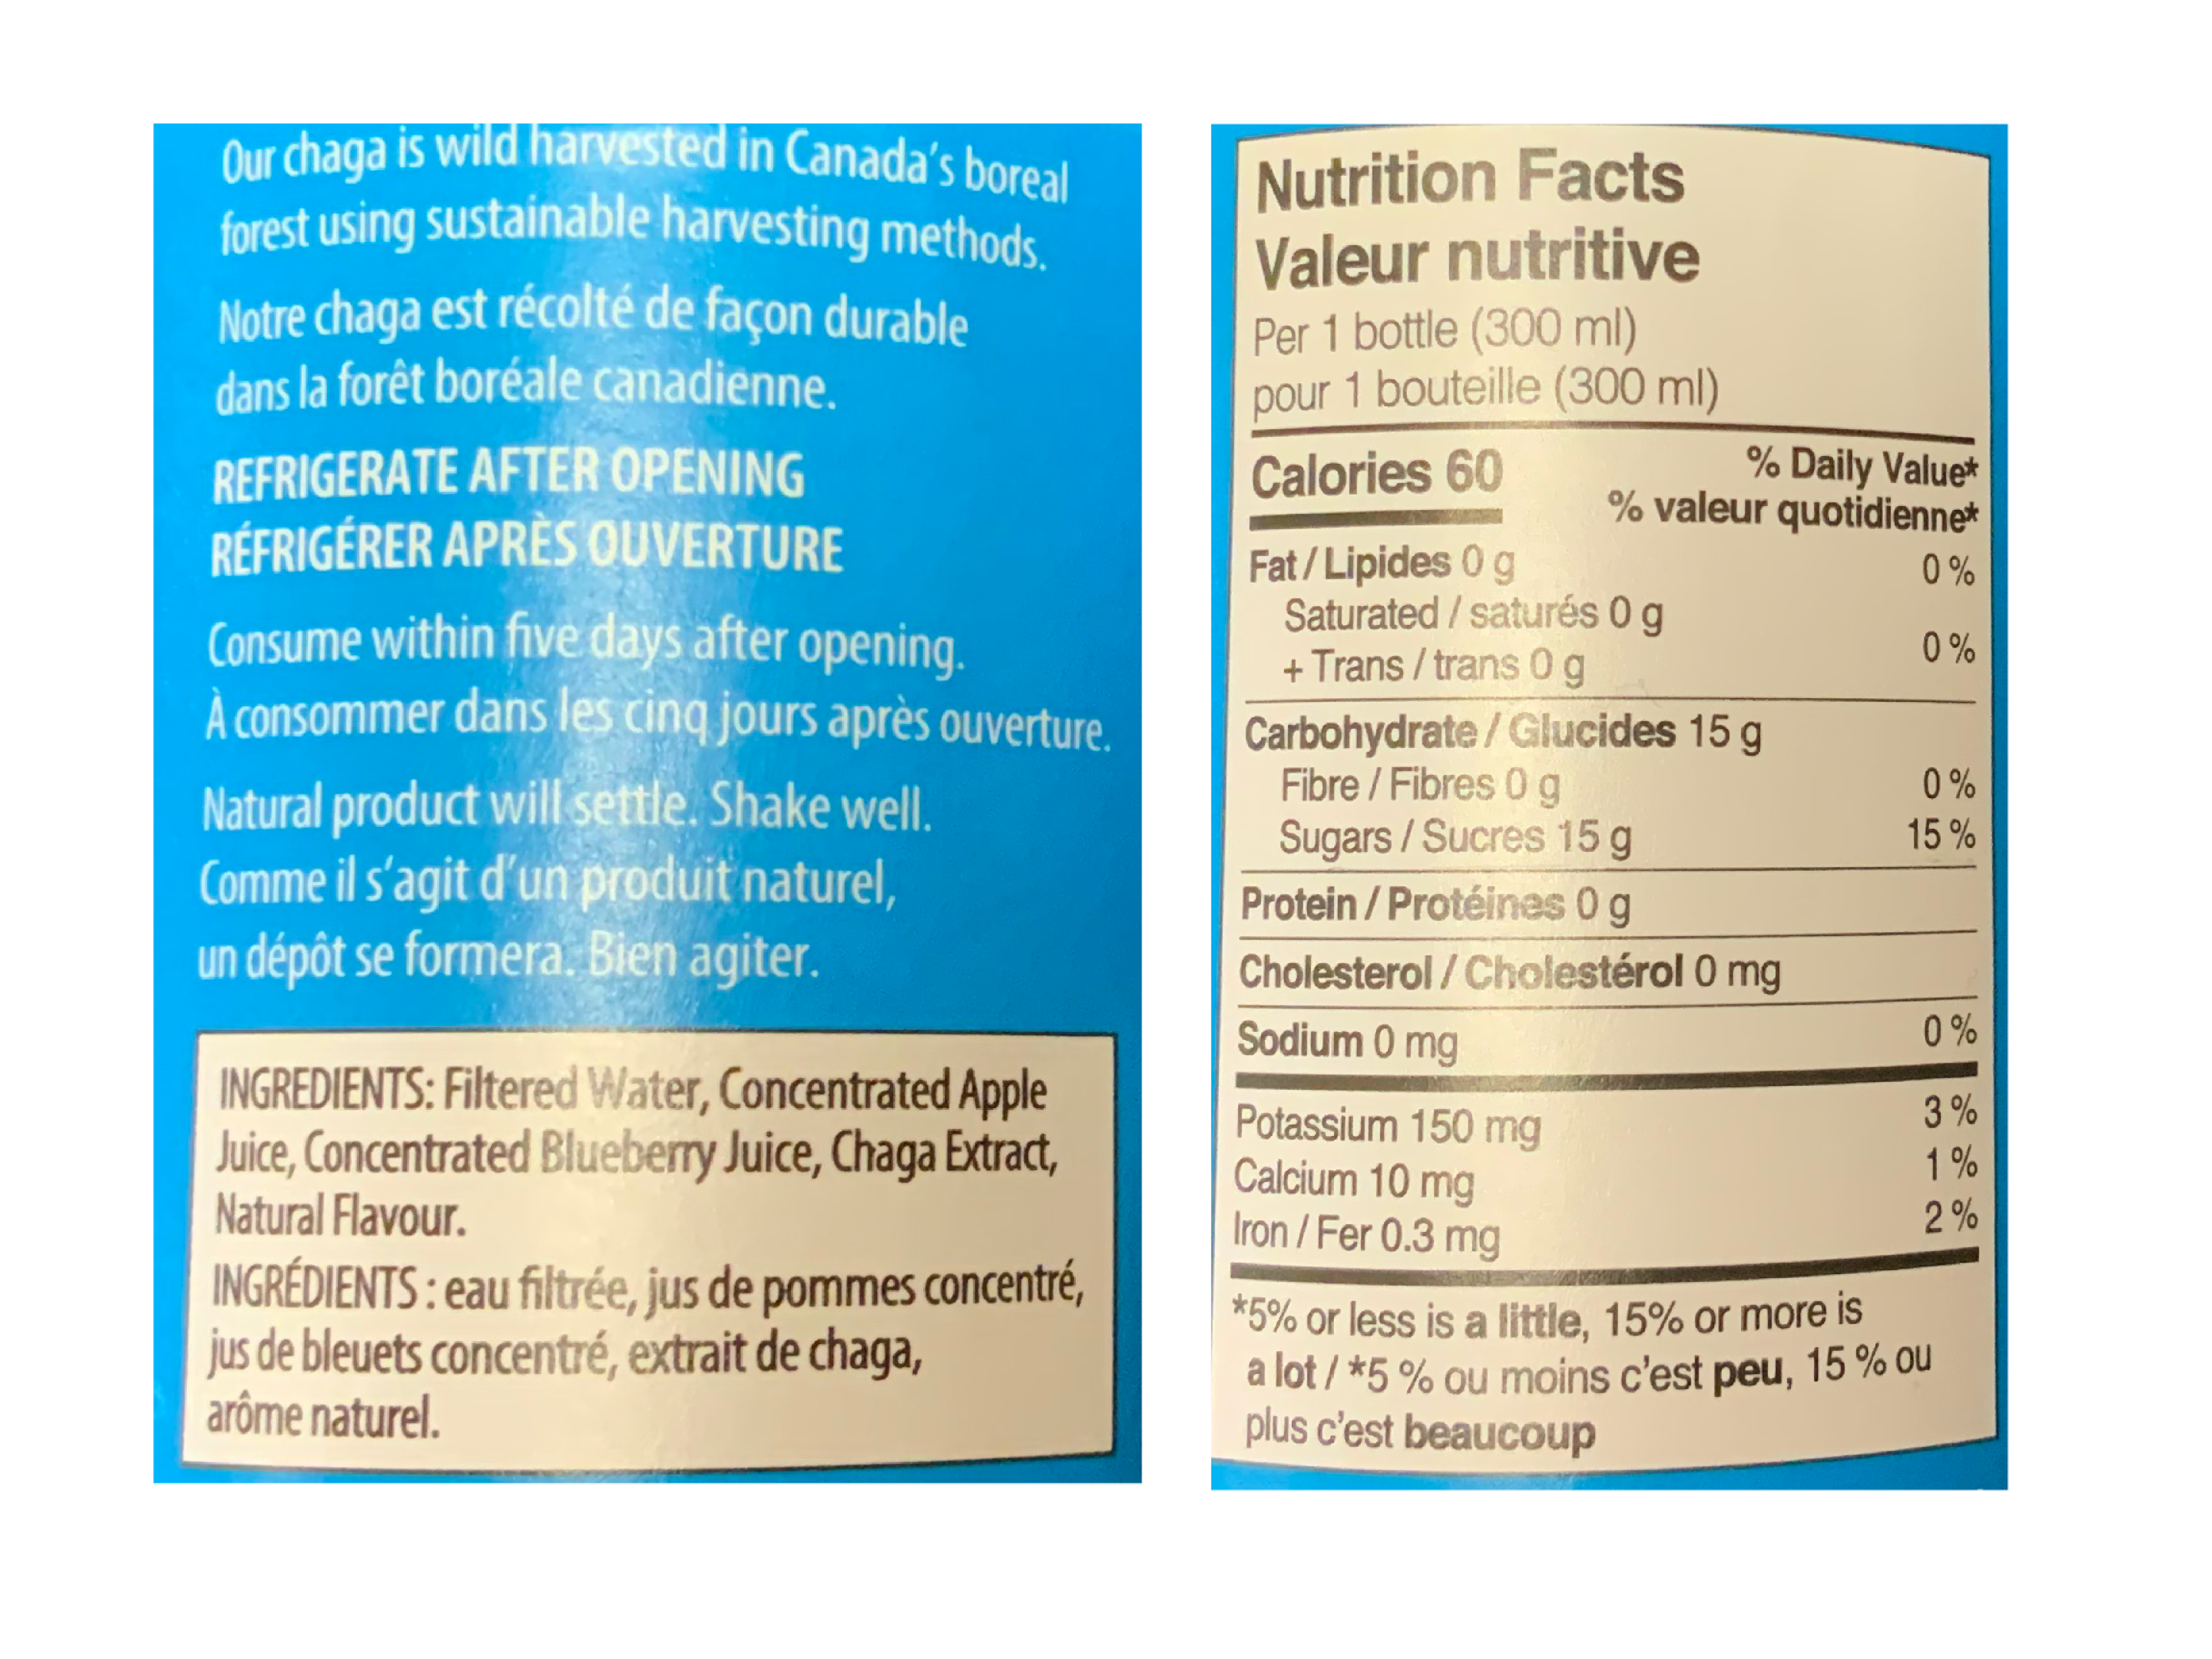 Our chaga is wild harvested in Canada's boreal
forest using sustainable harvesting methods.
Notre chaga est récolté de façon durable
dans la forêt boréale canadienne.
REFRIGERATE AFTER OPENING
RÉFRIGÉRER APRÈS OUVERTURE
Consume within five days after opening.
À consommer dans les cinq jours après ouverture.
Natural product will settle. Shake well.
Comme il s'agit d'un produit naturel,
un dépôt se formera. Bien agiter.
INGREDIENTS: Filtered Water, Concentrated Apple
Juice, Concentrated Blueberry Juice, Chaga Extract,
Natural Flavour.
INGRÉDIENTS : eau filtrée, jus de pommes concentré,
jus de bleuets concentré, extrait de chaga,
arôme naturel.
Nutrition Facts
Valeur nutritive
Per 1 bottle (300 ml)
pour 1 bouteille (300 ml)
Calories 60 % Daily Value*
% valeur quotidienne*
Fat / Lipides 0 g 0 %
Saturated / saturés 0 g
+ Trans / trans 0 g 0 %
Carbohydrate / Glucides 15 g
Fibre / Fibres 0 g 0 %
Sugars / Sucres 15 g 15 %
Protein / Protéines 0 g
Cholesterol / Cholestérol 0 mg
Sodium 0 mg 0 %
Potassium 150 mg 3 %
Calcium 10 mg 1 %
Iron / Fer 0.3 mg 2 %
*5% or less is a little, 15% or more is
a lot / *5 % ou moins c'est peu, 15 % ou
plus c'est beaucoup